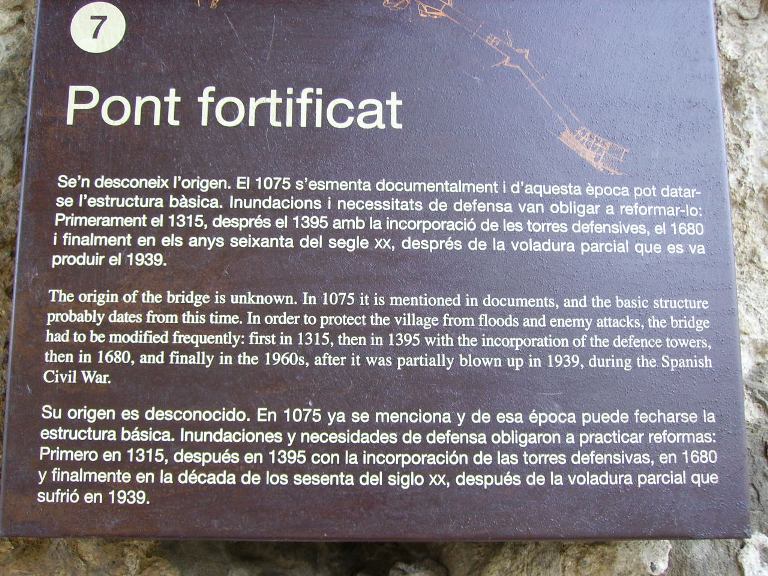 7
Pont fortificat
Se'n desconeix l'origen. El 1075 s'esmenta documentalment i d'aquesta època pot datar-
se l'estructura bàsica. Inundacions i necessitats de defensa van obligar a reformar-lo:
Primerament el 1315, després el 1395 amb la incorporació de les torres defensives, el 1680
i finalment en els anys seixanta del segle XX, després de la voladura parcial que es va
produir el 1939.
The origin of the bridge is unknown. In 1075 it is mentioned in documents, and the basic structure
probably dates from this time. In order to protect the village from floods and enemy attacks, the bridge
had to be modified frequently: first in 1315, then in 1395 with the incorporation of the defence towers,
then in 1680, and finally in the 1960s, after it was partially blown up in 1939, during the Spanish
Civil War.
Su origen es desconocido. En 1075 ya se menciona y de esa época puede fecharse la
estructura básica. Inundaciones y necesidades de defensa obligaron a practicar reformas:
Primero en 1315, después en 1395 con la incorporación de las torres defensivas, en 1680
y finalmente en la década de los sesenta del siglo XX, después de la voladura parcial que
sufrió en 1939.